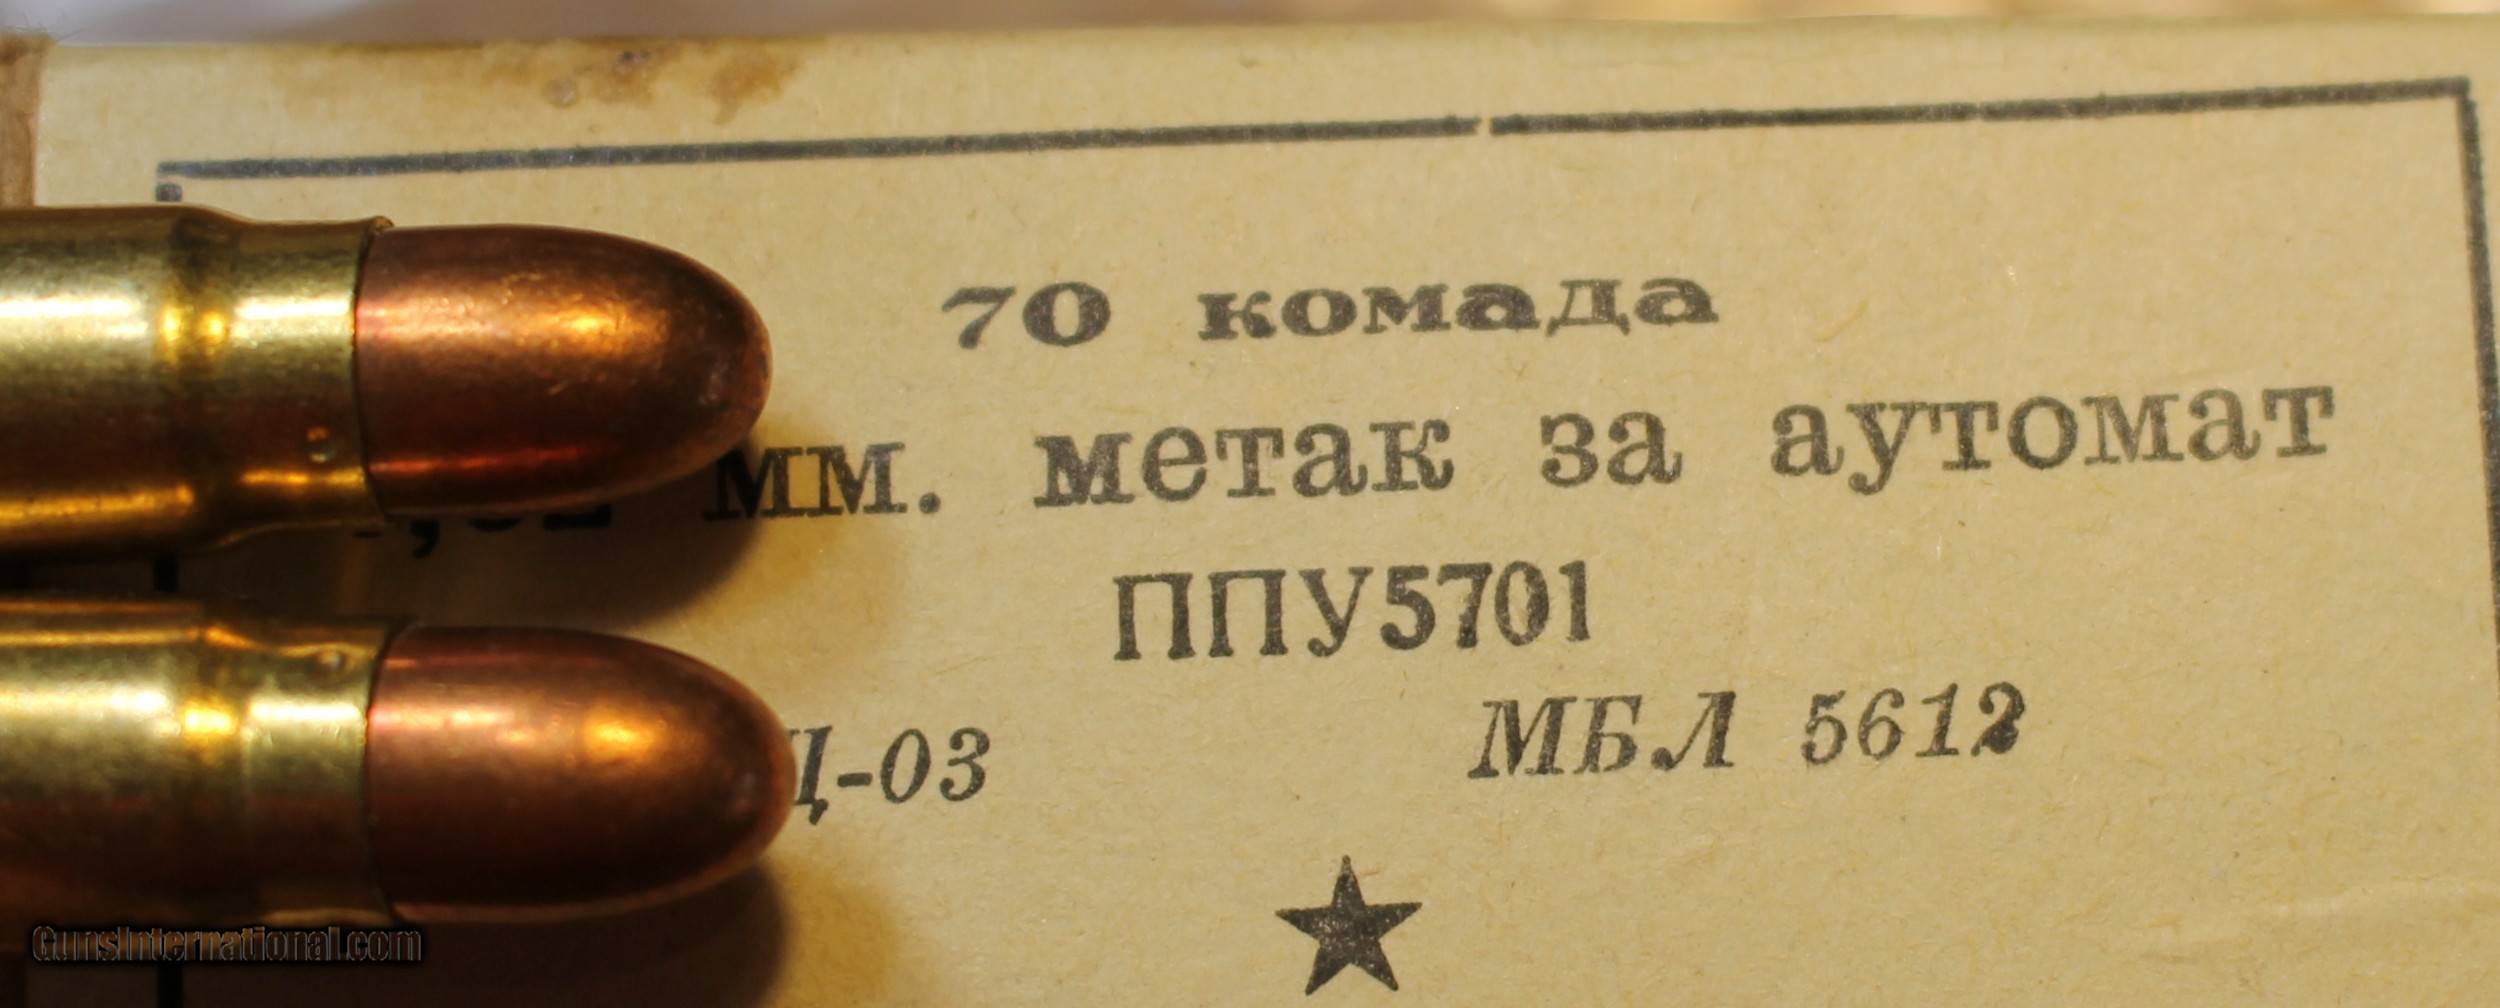 70 комада
мм. метак за аутомат
ППУ5701
Ц-03 МБЛ 5612
GunsInternational.com